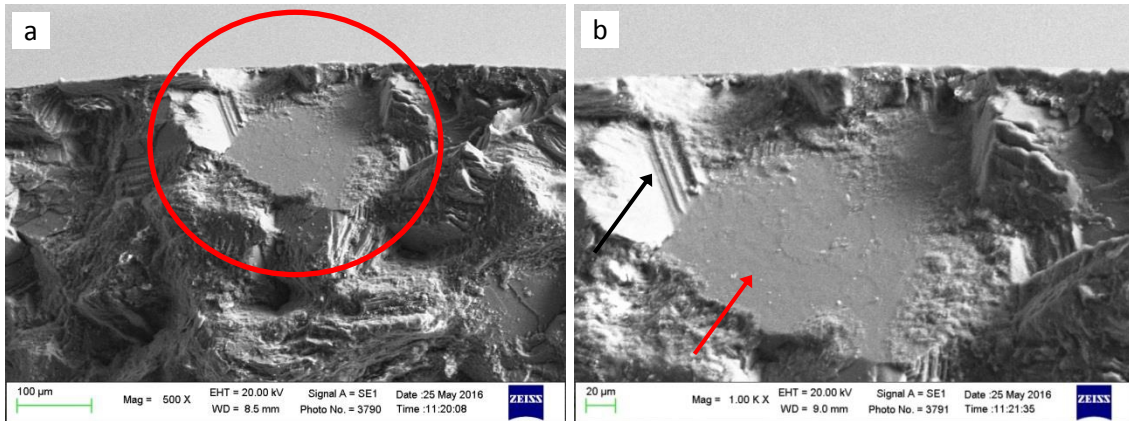 a
100 µm
Mag = 500 X
EHT = 20.00 kV
WD = 8.5 mm
Signal A = SE1
Photo No. = 3790
Date :25 May 2016
Time :11:20:08
ZEISS
b
20 µm
Mag = 1.00 K X
EHT = 20.00 kV
WD = 9.0 mm
Signal A = SE1
Photo No. = 3791
Date :25 May 2016
Time :11:21:35
ZEISS